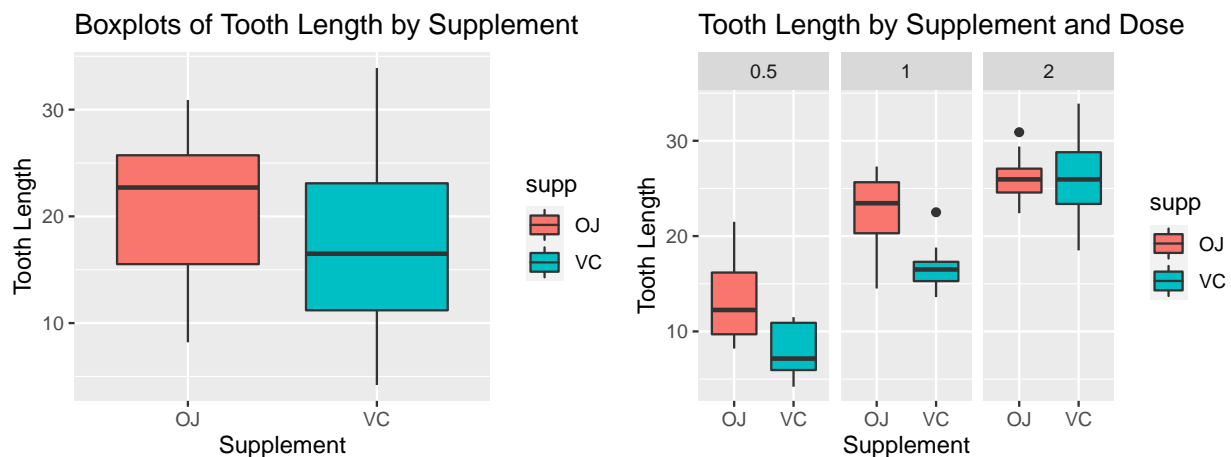 Boxplots of Tooth Length by Supplement
30
20
10
Tooth Length
OJ VC
Supplement
supp
OJ
VC
Tooth Length by Supplement and Dose
0.5 1 2
30
20
10
Tooth Length
OJ VC OJ VC OJ VC
Supplement
supp
OJ
VC